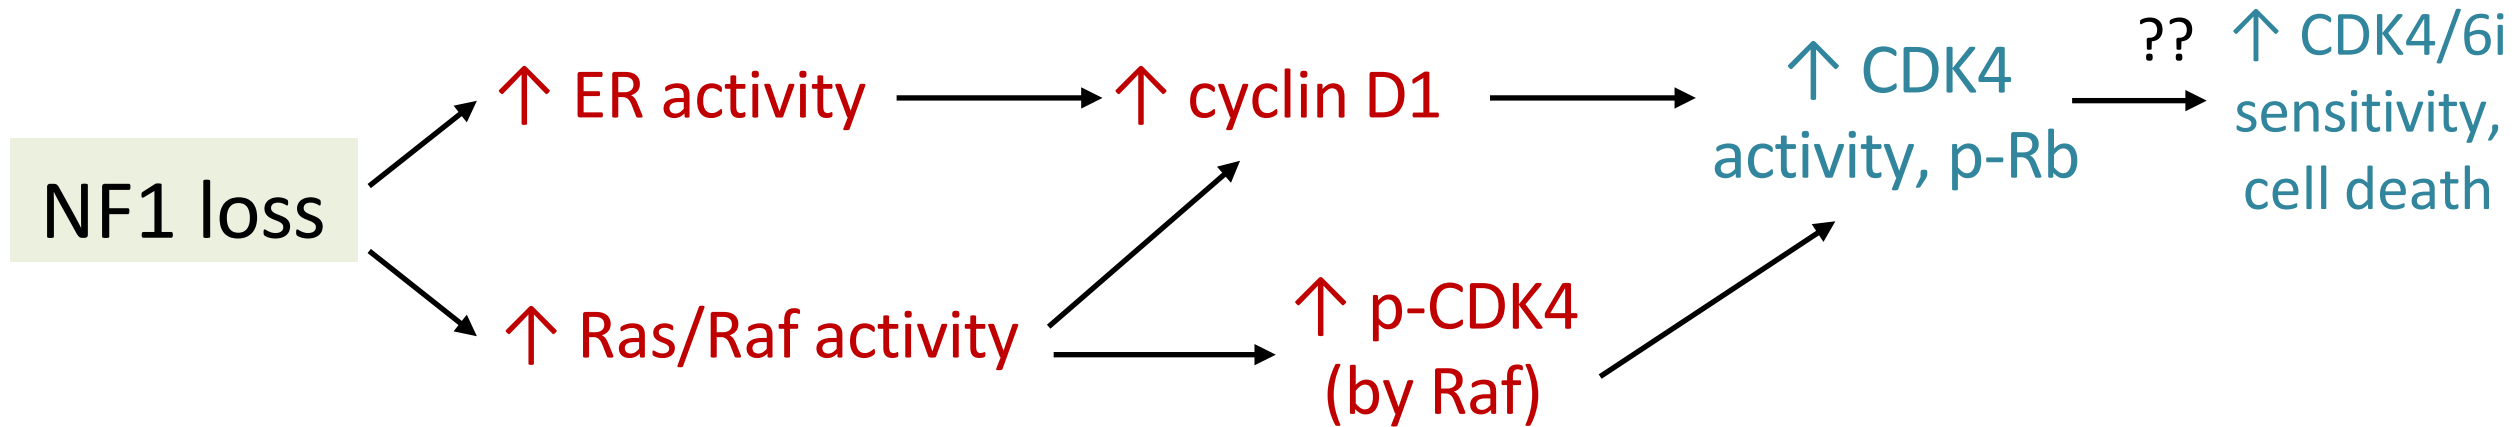 NF1 loss
↑ ER activity
↑ Ras/Raf activity
↑ cyclin D1
↑ p-CDK4
(by Raf)
↑ CDK4
activity, p-Rb
??
↑ CDK4/6i
sensitivity,
cell death